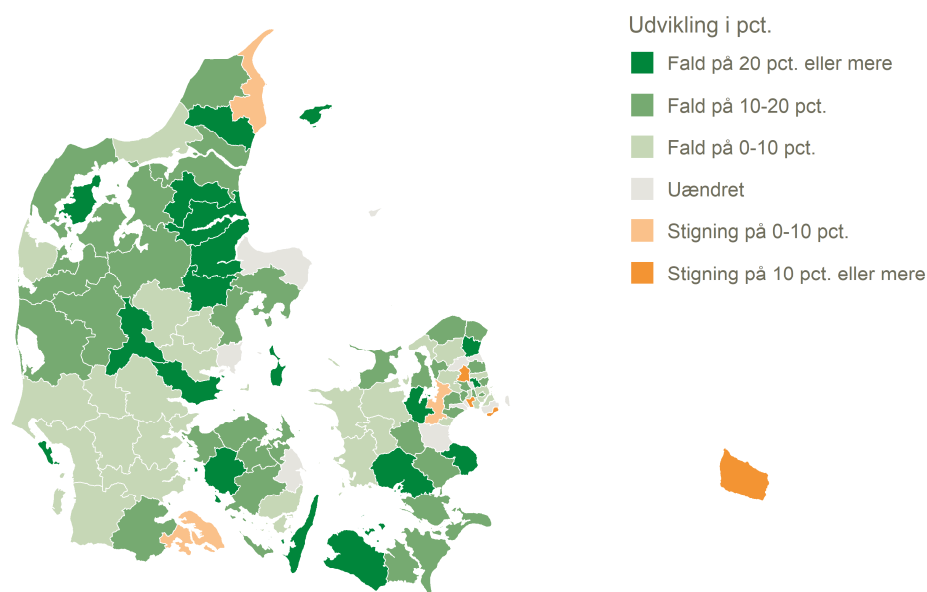 Udvikling i pct.
Fald på 20 pct. eller mere
Fald på 10-20 pct.
Fald på 0-10 pct.
Uændret
Stigning på 0-10 pct.
Stigning på 10 pct. eller mere